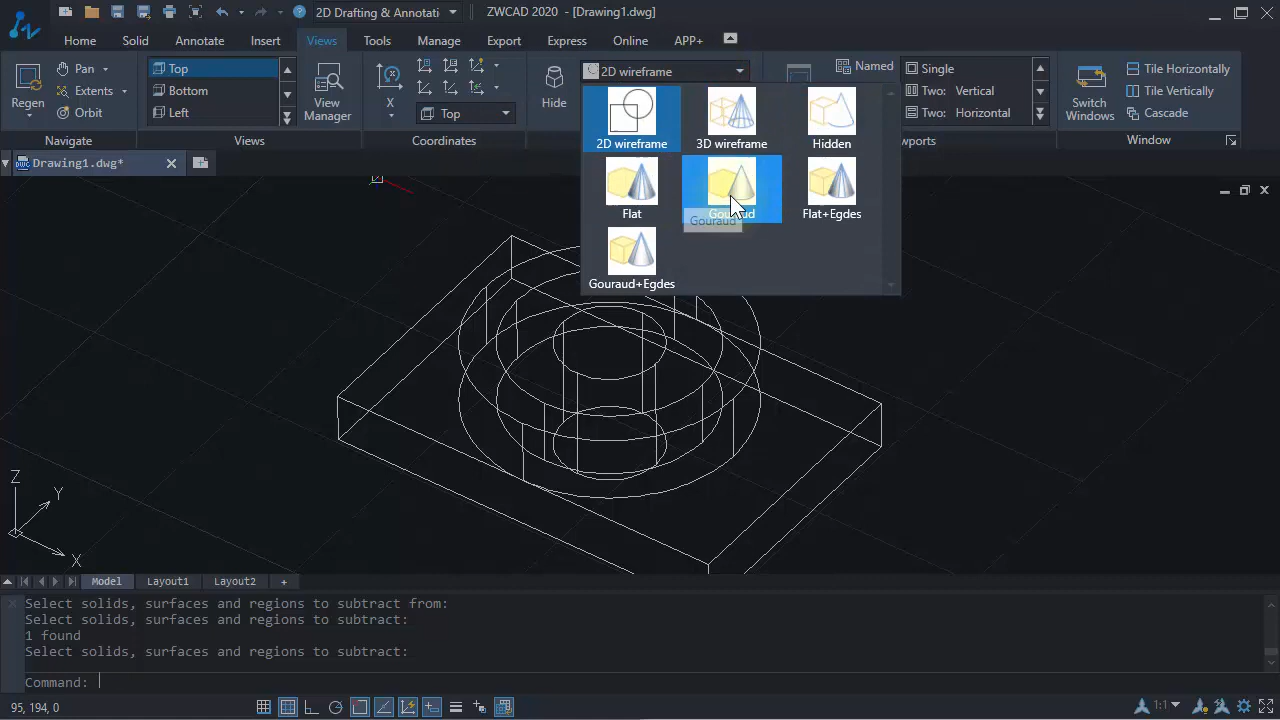 2D Drafting & Annotati
ZWCAD 2020 - [Drawing1.dwg]
Home
Solid
Annotate
Insert
Views
Tools
Manage
Export
Express
Online
APP+
Regen
Pan
Extents
Orbit
Navigate
Top
Bottom
Left
View
Manager
Views
X
Top
Coordinates
Hide
2D wireframe
2D wireframe
3D wireframe
Hidden
Flat
Gouraud
Flat+Egdes
Gouraud
Gouraud+Egdes
Named
Single
Two: Vertical
Two: Horizontal
wports
Switch
Windows
Tile Horizontally
Tile Vertically
Cascade
Window
Drawing1.dwg*
Z
Y
X
Model
Layout1
Layout2
+
Select solids, surfaces and regions to subtract from:
Select solids, surfaces and regions to subtract:
1 found
Select solids, surfaces and regions to subtract:
Command:
95, 194, 0
1:1